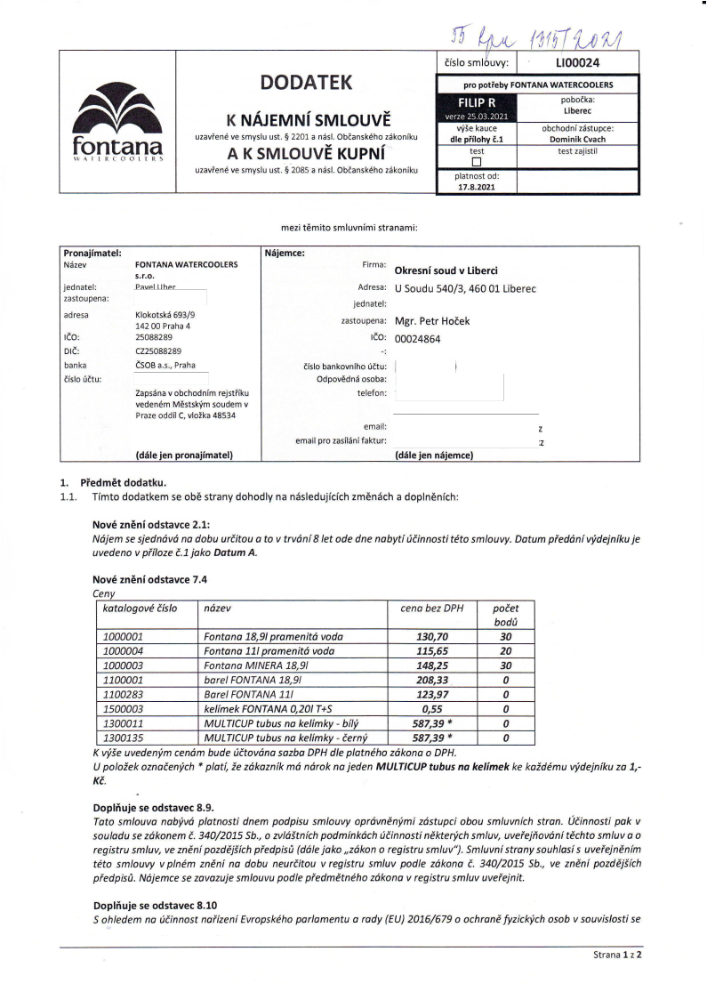 55 Spr 1315/2021
číslo smlouvy: LI00024
fontana
WATERCOOLERS
DODATEK
K NÁJEMNÍ SMLOUVĚ
uzavřené ve smyslu ust. § 2201 a násl. Občanského zákoníku
A K SMLOUVĚ KUPNÍ
uzavřené ve smyslu ust. § 2085 a násl. Občanského zákoníku
pro potřeby FONTANA WATERCOOLERS
FILIP R
verze 25.03.2021
pobočka:
Liberec
výše kauce
dle přílohy č.1
obchodní zástupce:
Dominik Cvach
test
test zajistil
platnost od:
17.8.2021
mezi těmito smluvními stranami:
Pronajímatel:
Název FONTANA WATERCOOLERS
s.r.o.
jednatel: Pavel Uher
zastoupena:
adresa Klokotská 693/9
142 00 Praha 4
IČO: 25088289
DIČ: CZ25088289
banka ČSOB a.s., Praha
číslo účtu:
Zapsána v obchodním rejstříku
vedeném Městským soudem v
Praze oddíl C, vložka 48534
(dále jen pronajímatel)
Nájemce:
Firma: Okresní soud v Liberci
Adresa: U Soudu 540/3, 460 01 Liberec
jednatel:
zastoupena: Mgr. Petr Hoček
IČO: 00024864
-:
číslo bankovního účtu:
Odpovědná osoba:
telefon:
email: z
email pro zasílání faktur: :z
(dále jen nájemce)
1. Předmět dodatku.
1.1. Tímto dodatkem se obě strany dohodly na následujících změnách a doplněních:
Nové znění odstavce 2.1:
Nájem se sjednává na dobu určitou a to v trvání 8 let ode dne nabytí účinnosti této smlouvy. Datum předání výdejníku je
uvedeno v příloze č.1 jako Datum A.
Nové znění odstavce 7.4
Ceny
katalogové číslo název cena bez DPH počet
bodů
1000001 Fontana 18,9l pramenitá voda 130,70 30
1000004 Fontana 11l pramenitá voda 115,65 20
1000003 Fontana MINERA 18,9l 148,25 30
1100001 barel FONTANA 18,9l 208,33 0
1100283 Barel FONTANA 11l 123,97 0
1500003 kelímek FONTANA 0,20l T+S 0,55 0
1300011 MULTICUP tubus na kelímky - bílý 587,39 * 0
1300135 MULTICUP tubus na kelímky - černý 587,39 * 0
K výše uvedeným cenám bude účtována sazba DPH dle platného zákona o DPH.
U položek označených * platí, že zákazník má nárok na jeden MULTICUP tubus na kelímek ke každému výdejníku za 1,-
Kč.
Doplňuje se odstavec 8.9.
Tato smlouva nabývá platnosti dnem podpisu smlouvy oprávněnými zástupci obou smluvních stran. Účinnosti pak v
souladu se zákonem č. 340/2015 Sb., o zvláštních podmínkách účinnosti některých smluv, uveřejňování těchto smluv a o
registru smluv, ve znění pozdějších předpisů (dále jako „zákon o registru smluv“). Smluvní strany souhlasí s uveřejněním
této smlouvy v plném znění na dobu neurčitou v registru smluv podle zákona č. 340/2015 Sb., ve znění pozdějších
předpisů. Nájemce se zavazuje smlouvu podle předmětného zákona v registru smluv uveřejnit.
Doplňuje se odstavec 8.10
S ohledem na účinnost nařízení Evropského parlamentu a rady (EU) 2016/679 o ochraně fyzických osob v souvislosti se
Strana 1 z 2